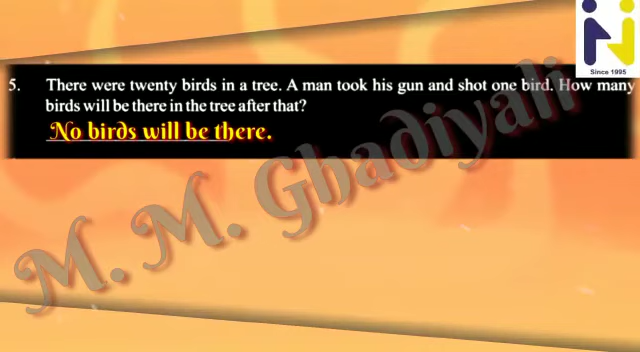 Since 1995
5. There were twenty birds in a tree. A man took his gun and shot one bird. How many
birds will be there in the tree after that?
No birds will be there.
M. M. Ghadiyali